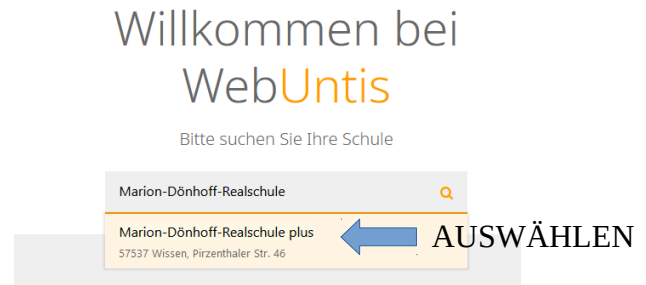 Willkommen bei
WebUntis
Bitte suchen Sie Ihre Schule
Marion-Dönhoff-Realschule
Marion-Dönhoff-Realschule plus
57537 Wissen, Pirzenthaler Str. 46
AUSWÄHLEN